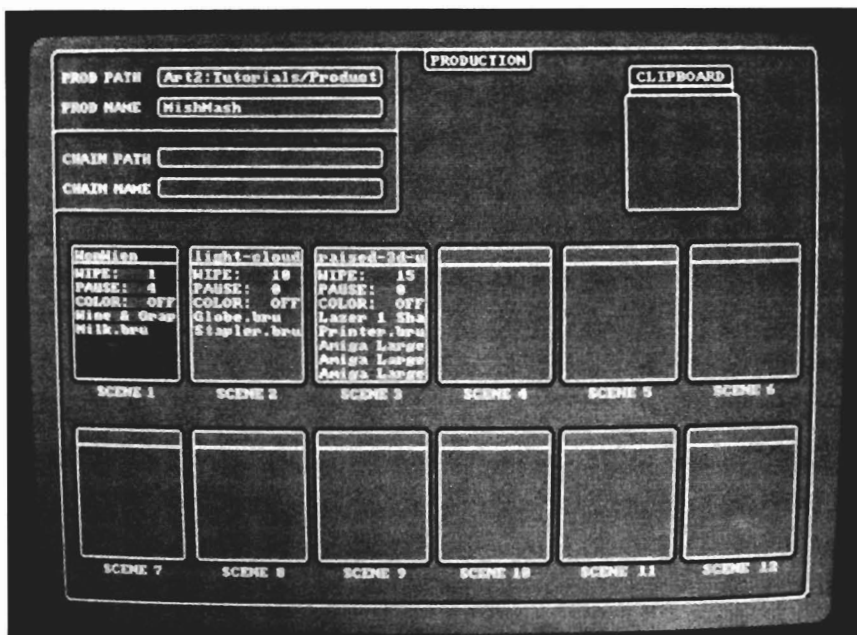 PRODUCTION
PROD PATH Art2:Tutorials/Product
PROD NAME MishMash
CHAIN PATH
CHAIN NAME
CLIPBOARD
WIPE: 1
PAUSE: 4
COLOR: OFF
Wine & Grap
Milk.bru
SCENE 1
light-cloud
WIPE: 10
PAUSE: 0
COLOR: OFF
Globe.bru
Stapler.bru
SCENE 2
raised-3d-u
WIPE: 15
PAUSE: 0
COLOR: OFF
Lazer 1 Sha
Printer.bru
Amiga Large
Amiga Large
Amiga Large
SCENE 3
SCENE 4
SCENE 5
SCENE 6
SCENE 7
SCENE 8
SCENE 9
SCENE 10
SCENE 11
SCENE 12